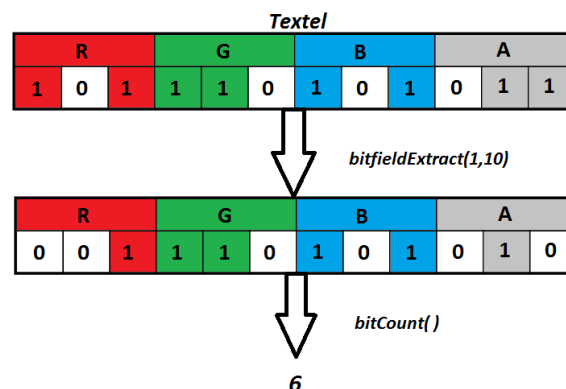 Textel
R G B A
1 0 1 1 1 0 1 0 1 0 1 1
bitfieldExtract(1,10)
R G B A
0 0 1 1 1 0 1 0 1 0 1 0
bitCount( )
6